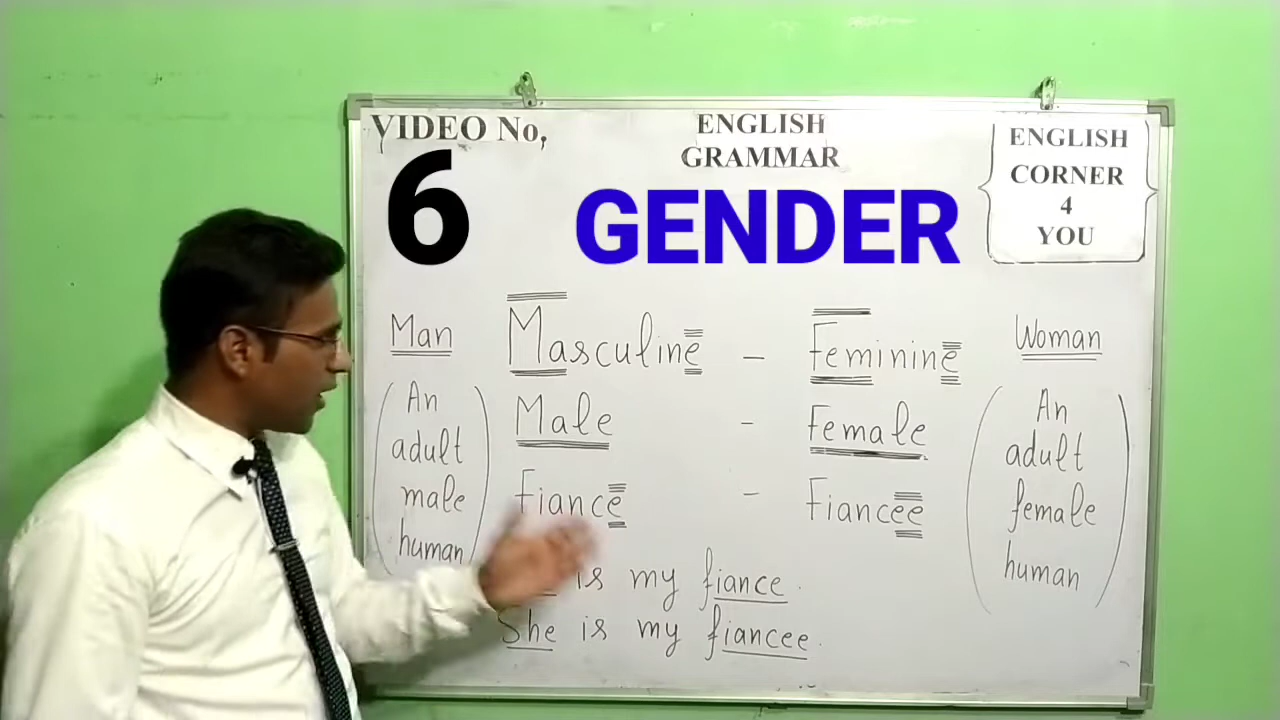 VIDEO No,
6
ENGLISH
GRAMMAR
GENDER
ENGLISH
CORNER
4
YOU
Man
(An
adult
male
human)
Masculine - Feminine
Male - Female
Fiance - Fiancee
is my fiance.
She is my fiancee.
Woman
(An
adult
female
human)